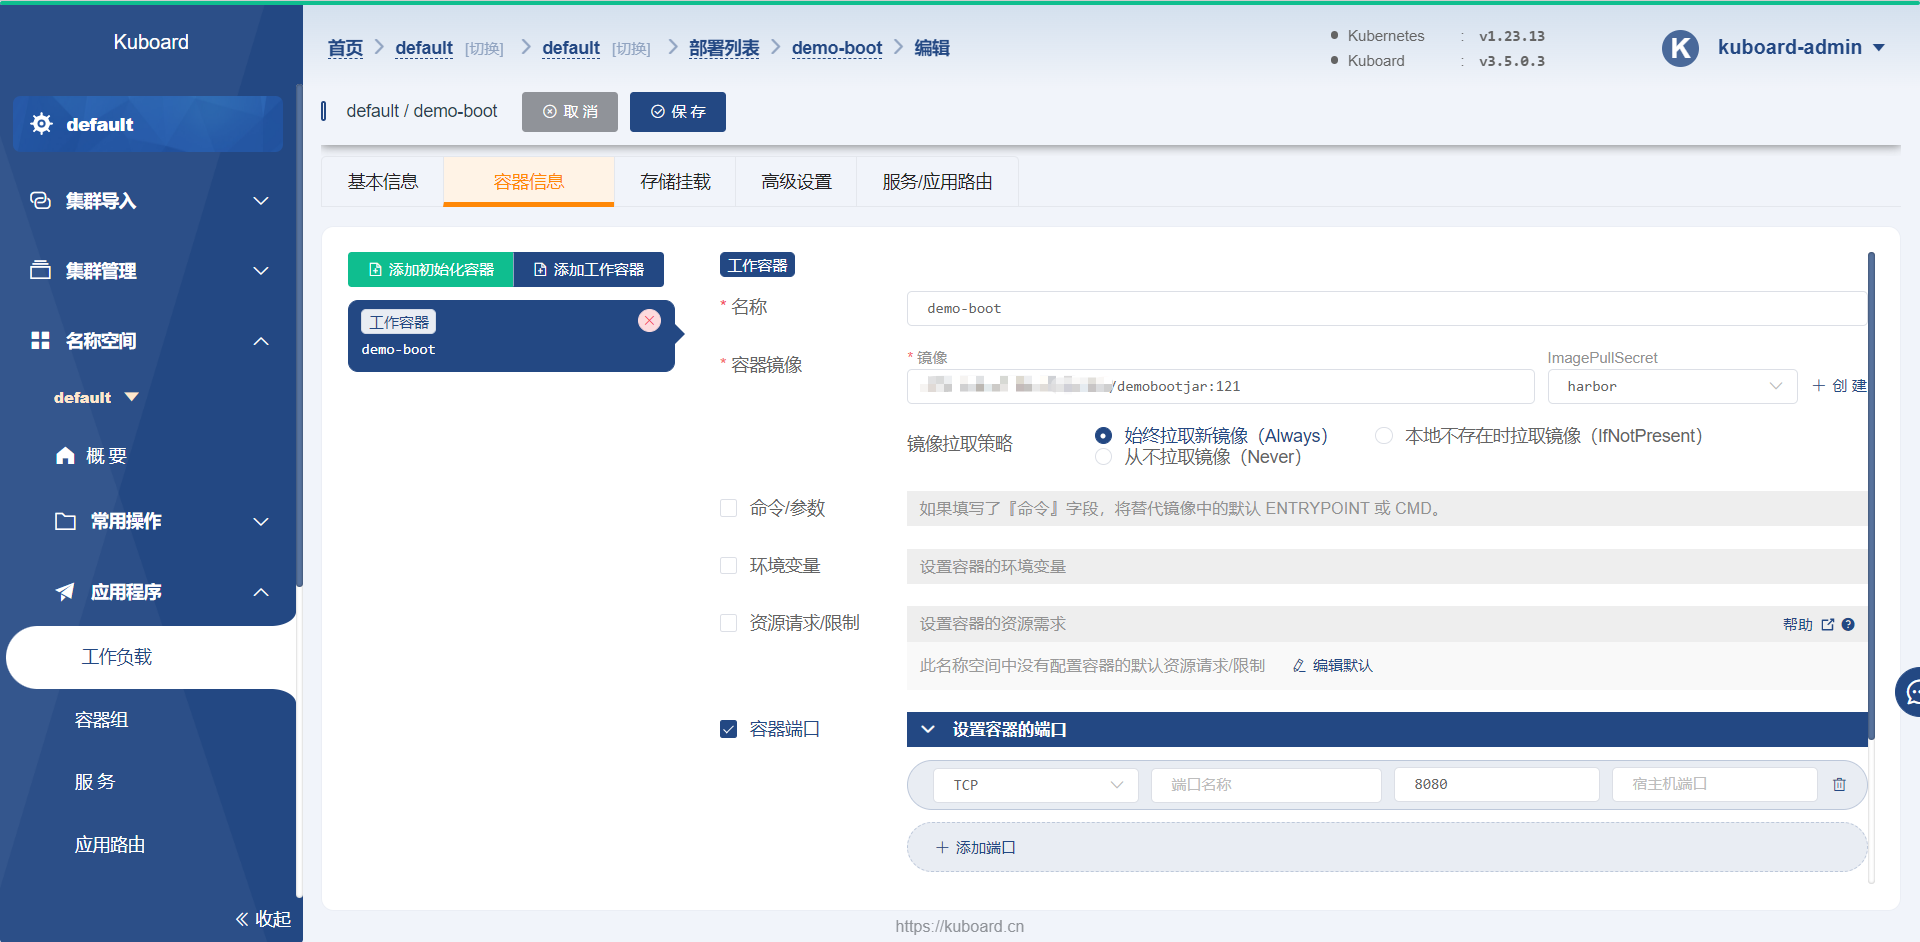 Kuboard
default
集群导入
集群管理
名称空间
default
概 要
常用操作
应用程序
工作负载
容器组
服 务
应用路由
收起
首页 default [切换] default [切换] 部署列表 demo-boot 编辑
Kubernetes : v1.23.13
Kuboard : v3.5.0.3
K kuboard-admin
default / demo-boot 取 消 保 存
基本信息 容器信息 存储挂载 高级设置 服务/应用路由
添加初始化容器 添加工作容器
工作容器
demo-boot
工作容器
* 名称 demo-boot
* 容器镜像
* 镜像 ImagePullSecret
/demobootjar:121 harbor + 创 建
镜像拉取策略 始终拉取新镜像（Always） 本地不存在时拉取镜像（IfNotPresent）
从不拉取镜像（Never）
命令/参数 如果填写了『命令』字段，将替代镜像中的默认 ENTRYPOINT 或 CMD。
环境变量 设置容器的环境变量
资源请求/限制 设置容器的资源需求 帮助
此名称空间中没有配置容器的默认资源请求/限制 编辑默认
容器端口 设置容器的端口
TCP 端口名称 8080 宿主机端口
+ 添加端口
https://kuboard.cn